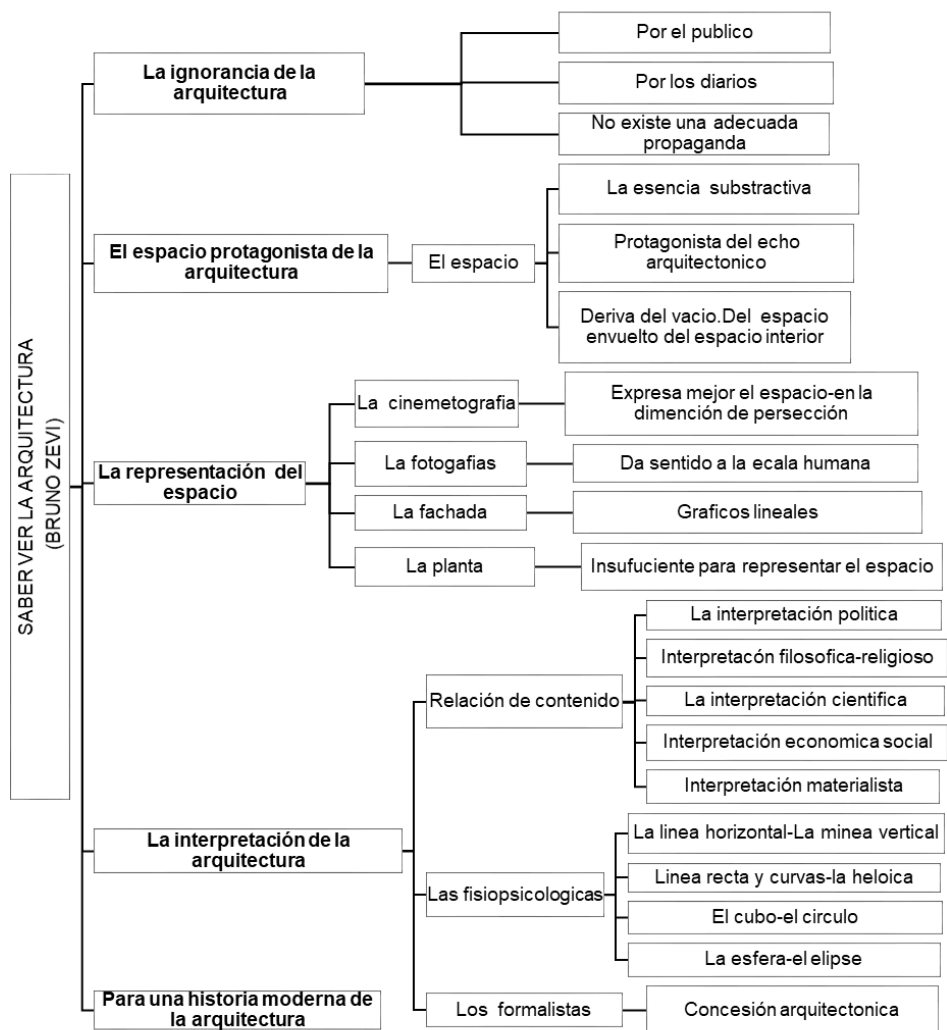 SABER VER LA ARQUITECTURA
(BRUNO ZEVI)
La ignorancia de la
arquitectura
Por el publico
Por los diarios
No existe una adecuada
propaganda
El espacio protagonista de la
arquitectura
El espacio
La esencia substractiva
Protagonista del echo
arquitectonico
Deriva del vacio.Del espacio
envuelto del espacio interior
La representación del
espacio
La cinemetografia
Expresa mejor el espacio-en la
dimención de persección
La fotogafias
Da sentido a la ecala humana
La fachada
Graficos lineales
La planta
Insufuciente para representar el espacio
La interpretación de la
arquitectura
Relación de contenido
La interpretación politica
Interpretacón filosofica-religioso
La interpretación cientifica
Interpretación economica social
Interpretación materialista
Las fisiopsicologicas
La linea horizontal-La minea vertical
Linea recta y curvas-la heloica
El cubo-el circulo
La esfera-el elipse
Los formalistas
Concesión arquitectonica
Para una historia moderna de
la arquitectura